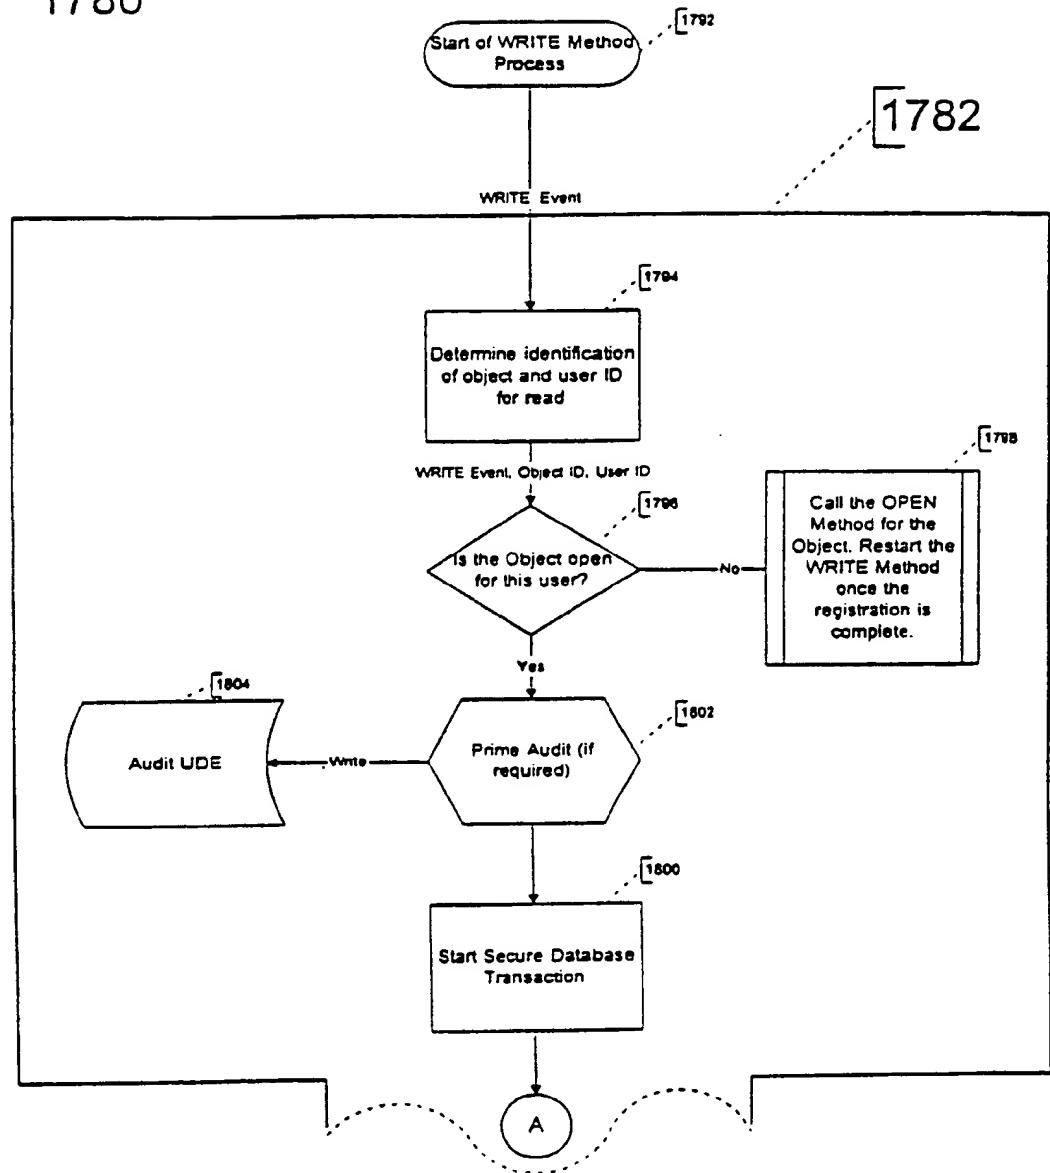 1780
Start of WRITE Method
Process
1792
1782
WRITE Event
1794
Determine identification
of object and user ID
for read
WRITE Event, Object ID, User ID
1796
1798
Is the Object open
for this user?
No
Call the OPEN
Method for the
Object. Restart the
WRITE Method
once the
registration is
complete.
Yes
1804
1802
Audit UDE
Write
Prime Audit (if
required)
1800
Start Secure Database
Transaction
A